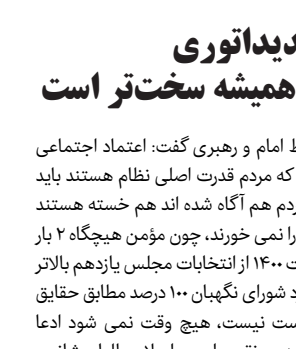 دیداتوری
همیشه سخت‌تر است
امام و رهبری گفت: اعتماد اجتماعی
که مردم قدرت اصلی نظام هستند باید
مردم هم آگاه شده اند هم خسته هستند
را نمی خورند، چون مؤمن هیچگاه ۲ بار
۱۴۰۰ از انتخابات مجلس یازدهم بالاتر
شورای نگهبان ۱۰۰ درصد مطابق حقایق
نیست، هیچ وقت نمی شود ادعا